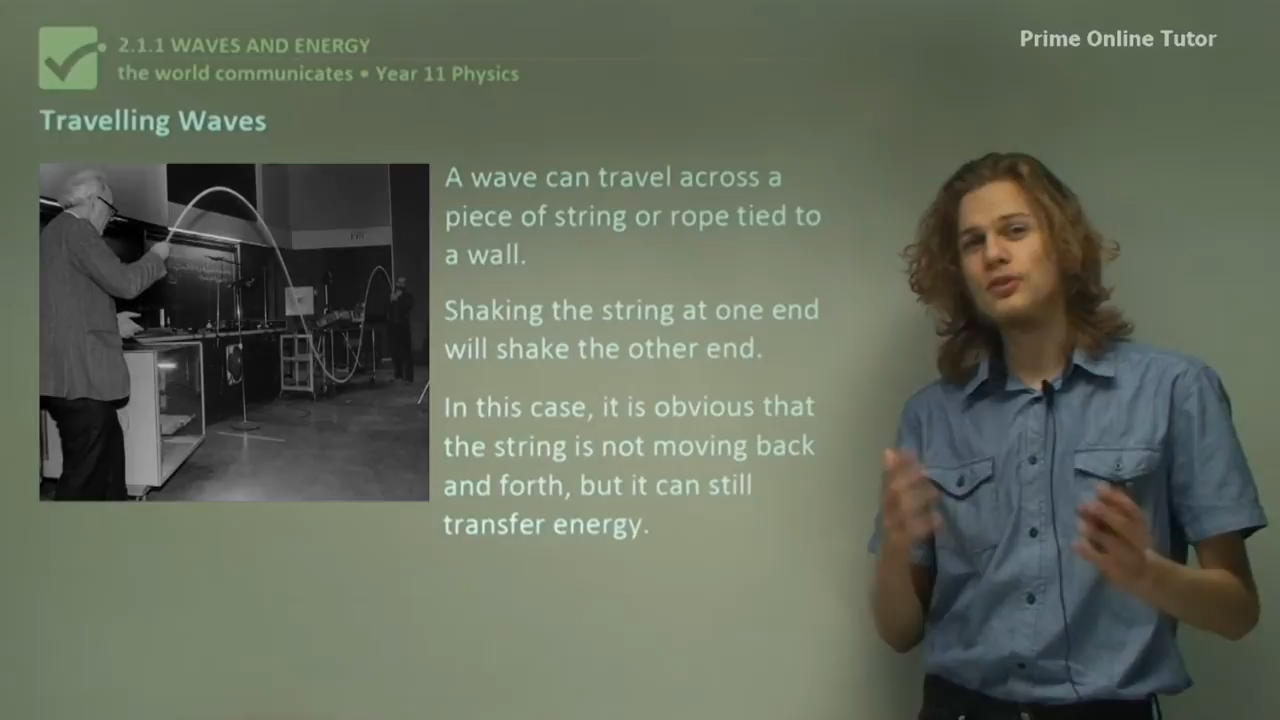 Prime Online Tutor
2.1.1 WAVES AND ENERGY
the world communicates • Year 11 Physics
Travelling Waves
A wave can travel across a
piece of string or rope tied to
a wall.
Shaking the string at one end
will shake the other end.
In this case, it is obvious that
the string is not moving back
and forth, but it can still
transfer energy.